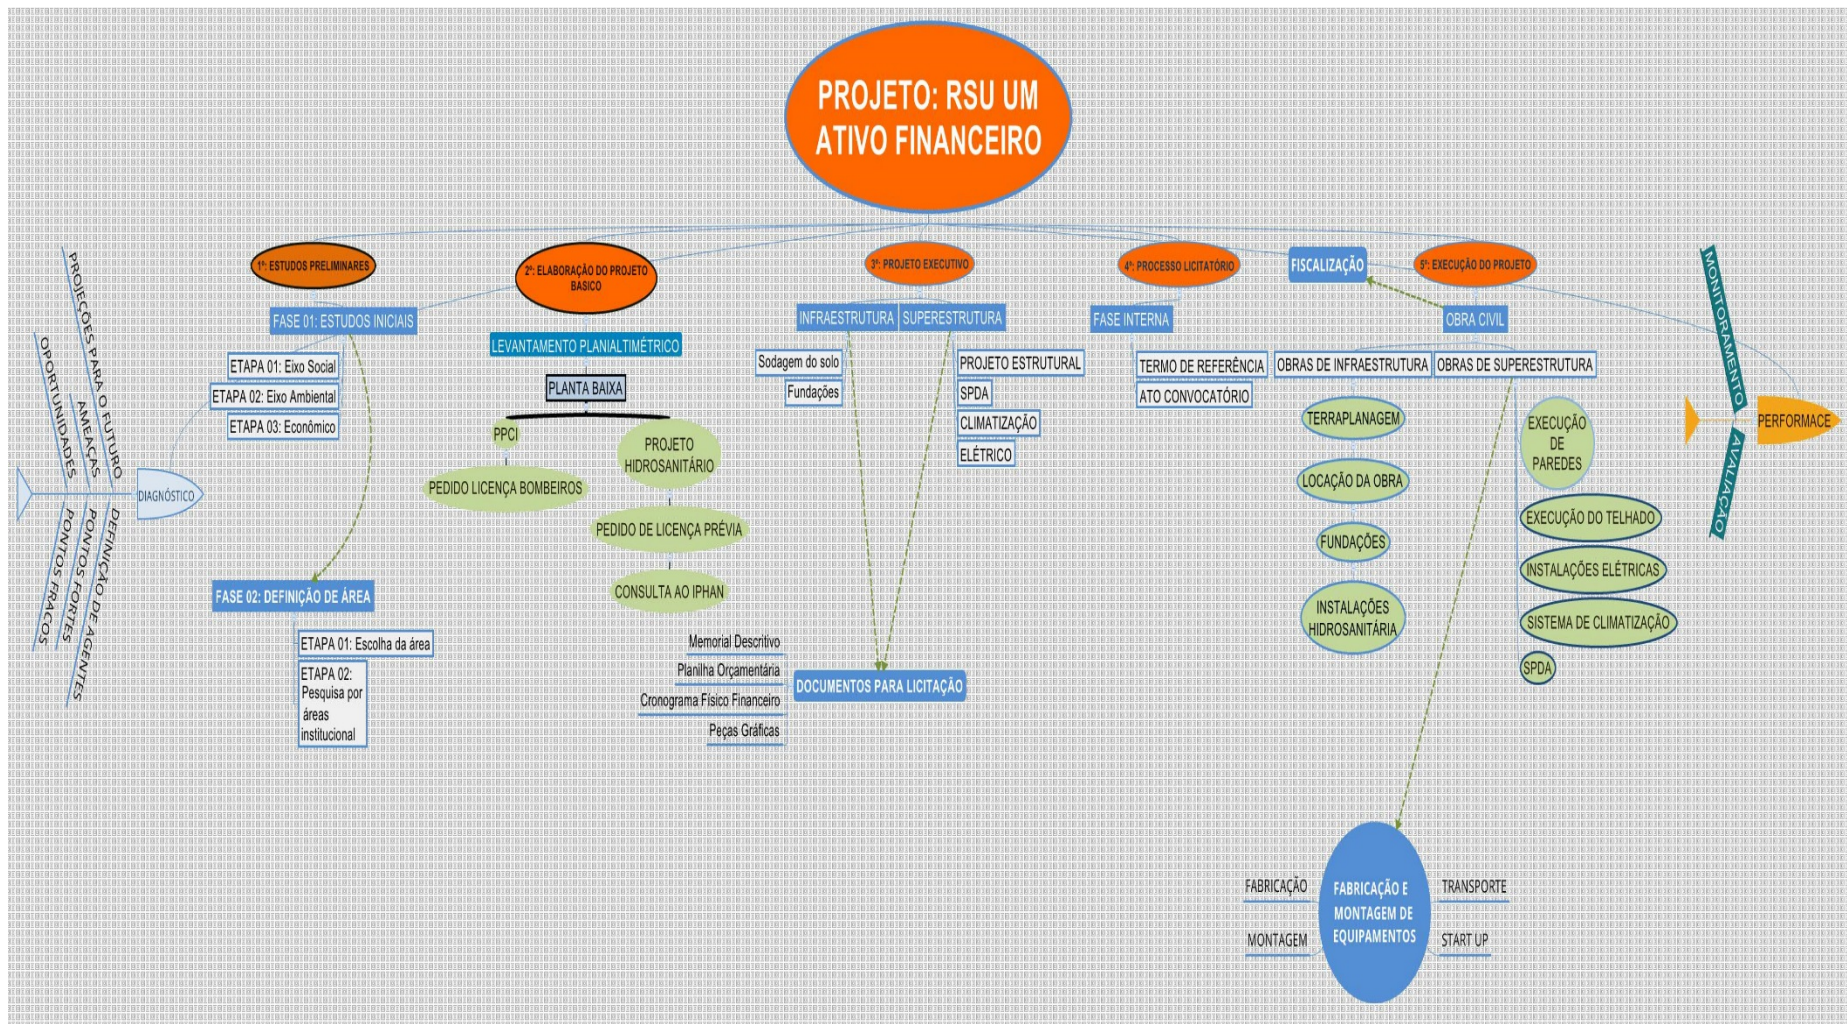 PROJETO: RSU UM
ATIVO FINANCEIRO
1º: ESTUDOS PRELIMINARES
FASE 01: ESTUDOS INICIAIS
ETAPA 01: Eixo Social
ETAPA 02: Eixo Ambiental
ETAPA 03: Econômico
FASE 02: DEFINIÇÃO DE ÁREA
ETAPA 01: Escolha da área
ETAPA 02:
Pesquisa por
áreas
institucional
DIAGNÓSTICO
PROJEÇÕES PARA O FUTURO
AMEAÇAS
OPORTUNIDADES
DEFINIÇÃO DE AGENTES
PONTOS FORTES
PONTOS FRACOS
2º: ELABORAÇÃO DO PROJETO
BASICO
LEVANTAMENTO PLANIALTIMÉTRICO
PLANTA BAIXA
PPCI
PEDIDO LICENÇA BOMBEIROS
PROJETO
HIDROSANITÁRIO
PEDIDO DE LICENÇA PRÉVIA
CONSULTA AO IPHAN
3º: PROJETO EXECUTIVO
INFRAESTRUTURA
Sodagem do solo
Fundações
SUPERESTRUTURA
PROJETO ESTRUTURAL
SPDA
CLIMATIZAÇÃO
ELÉTRICO
DOCUMENTOS PARA LICITAÇÃO
Memorial Descritivo
Planilha Orçamentária
Cronograma Físico Financeiro
Peças Gráficas
4º: PROCESSO LICITATÓRIO
FASE INTERNA
TERMO DE REFERÊNCIA
ATO CONVOCATÓRIO
FISCALIZAÇÃO
5º: EXECUÇÃO DO PROJETO
OBRA CIVIL
OBRAS DE INFRAESTRUTURA
TERRAPLANAGEM
LOCAÇÃO DA OBRA
FUNDAÇÕES
INSTALAÇÕES
HIDROSANITÁRIA
OBRAS DE SUPERESTRUTURA
EXECUÇÃO
DE
PAREDES
EXECUÇÃO DO TELHADO
INSTALAÇÕES ELÉTRICAS
SISTEMA DE CLIMATIZAÇÃO
SPDA
MONITORAMENTO
AVALIAÇÃO
PERFORMACE
FABRICAÇÃO E
MONTAGEM DE
EQUIPAMENTOS
FABRICAÇÃO
MONTAGEM
TRANSPORTE
START UP